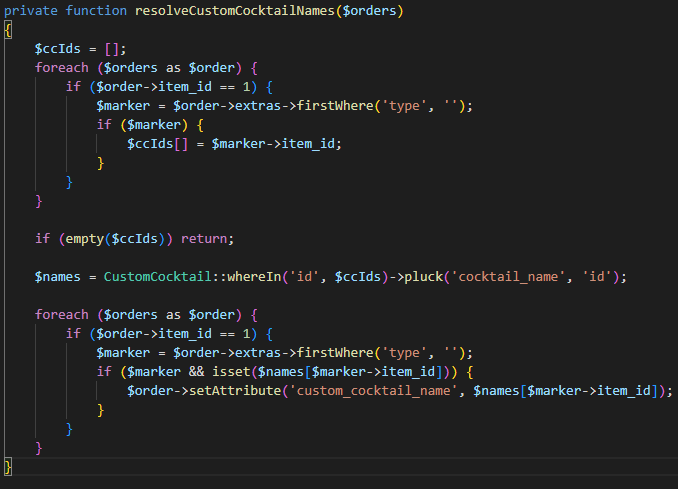 private function resolveCustomCocktailNames($orders)
{
    $ccIds = [];
    foreach ($orders as $order) {
        if ($order->item_id == 1) {
            $marker = $order->extras->firstWhere('type', '');
            if ($marker) {
                $ccIds[] = $marker->item_id;
            }
        }
    }

    if (empty($ccIds)) return;

    $names = CustomCocktail::whereIn('id', $ccIds)->pluck('cocktail_name', 'id');

    foreach ($orders as $order) {
        if ($order->item_id == 1) {
            $marker = $order->extras->firstWhere('type', '');
            if ($marker && isset($names[$marker->item_id])) {
                $order->setAttribute('custom_cocktail_name', $names[$marker->item_id]);
            }
        }
    }
}